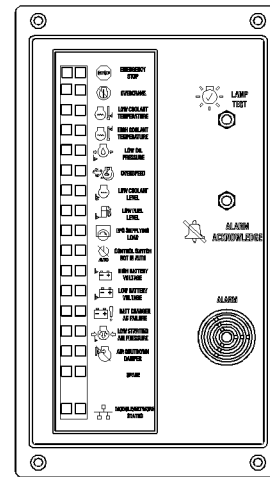 EMERGENCY
STOP
OVERCRANK
LOW COOLANT
TEMPERATURE
HIGH COOLANT
TEMPERATURE
LOW OIL
PRESSURE
OVERSPEED
LOW COOLANT
LEVEL
LOW FUEL
LEVEL
EPS SUPPLYING
LOAD
CONTROL SWITCH
NOT IN AUTO
AUTO
HIGH BATTERY
VOLTAGE
LOW BATTERY
VOLTAGE
BATT CHARGER
AC FAILURE
LOW STARTING
AIR PRESSURE
AIR SHUTDOWN
DAMPER
SPARE
STATUS
LAMP
TEST
ALARM
ACKNOWLEDGE
ALARM